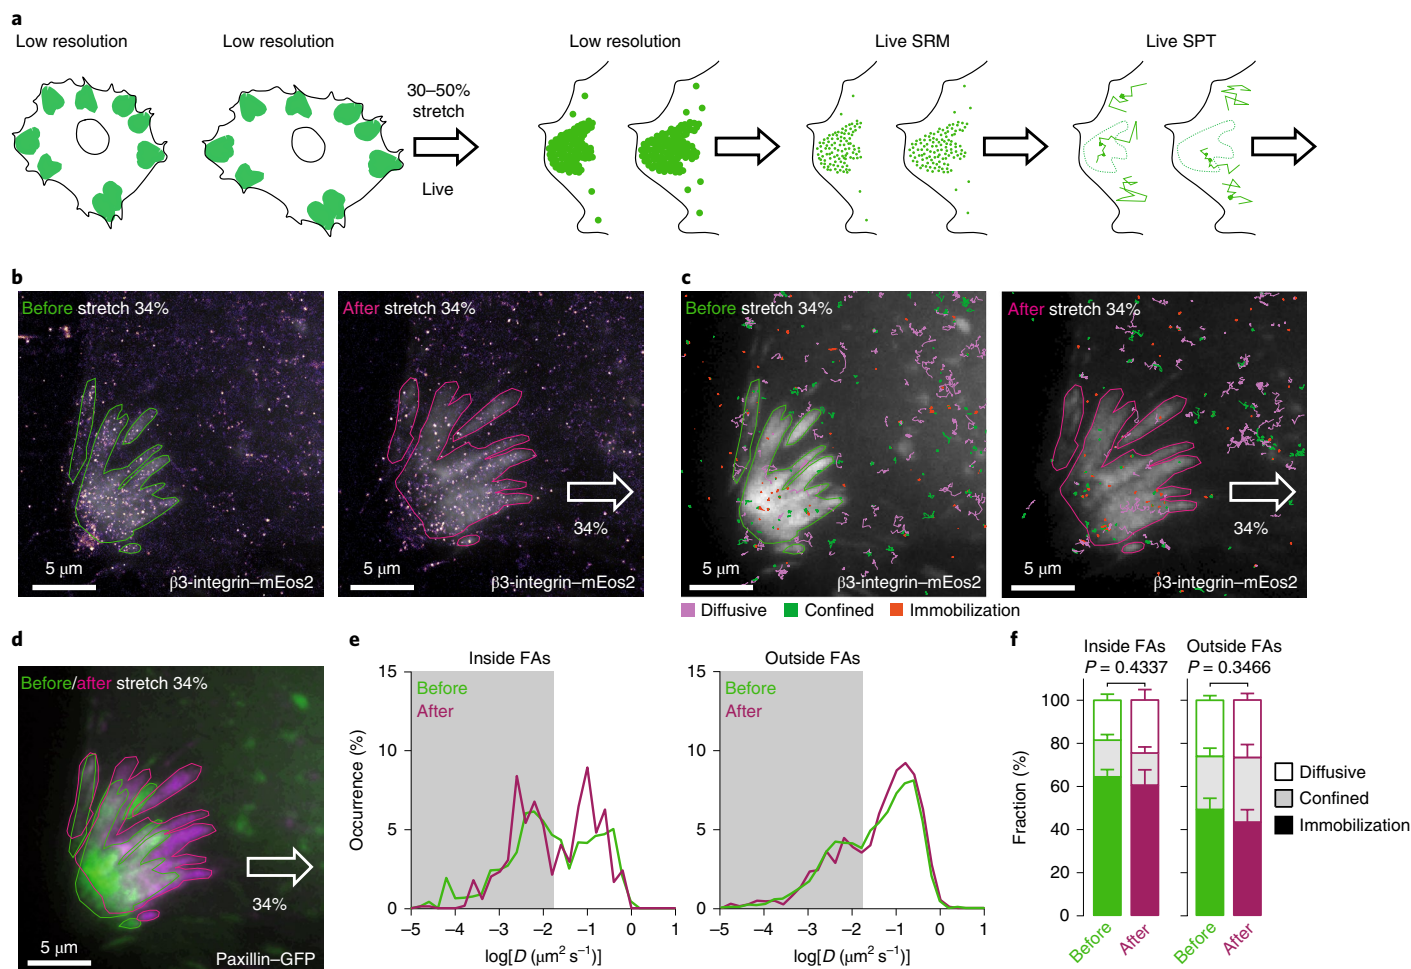 a
Low resolution
Low resolution
30–50%
stretch
Live
Low resolution
Live SRM
Live SPT
b
Before stretch 34%
5 μm
β3-integrin–mEos2
After stretch 34%
34%
5 μm
β3-integrin–mEos2
c
Before stretch 34%
5 μm
β3-integrin–mEos2
After stretch 34%
34%
5 μm
β3-integrin–mEos2
Diffusive
Confined
Immobilization
d
Before/after stretch 34%
34%
5 μm
Paxillin–GFP
e
Inside FAs
Before
After
Occurrence (%)
15
10
5
0
–5 –4 –3 –2 –1 0 1
log[D (μm² s⁻¹)]
Outside FAs
Before
After
15
10
5
0
–5 –4 –3 –2 –1 0 1
log[D (μm² s⁻¹)]
f
Inside FAs
P = 0.4337
Outside FAs
P = 0.3466
Fraction (%)
100
80
60
40
20
0
Before
After
Before
After
Diffusive
Confined
Immobilization